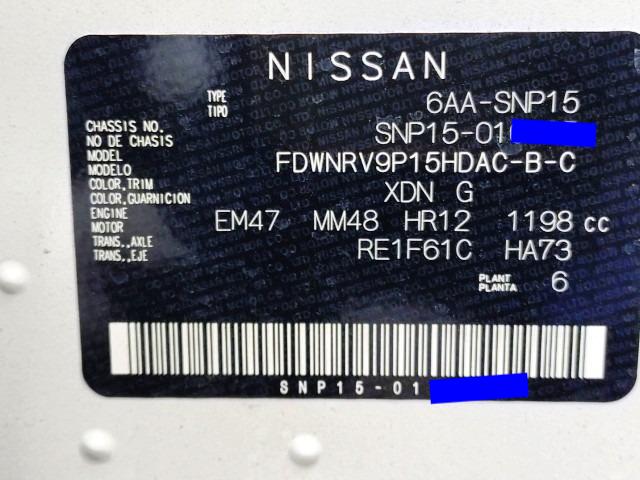 NISSAN
TYPE 6AA-SNP15
TIPO
CHASSIS NO. SNP15-01
NO DE CHASIS
MODEL FDWNRV9P15HDAC-B-C
MODELO
COLOR,TRIM XDN G
COLOR,GUARNICION
ENGINE EM47 MM48 HR12 1198 cc
MOTOR
TRANS.,AXLE RE1F61C HA73
TRANS.,EJE
PLANT 6
PLANTA
SNP15-01